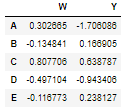 W Y
A 0.302665 -1.706086
B -0.134841 0.166905
C 0.807706 0.638787
D -0.497104 -0.943406
E -0.116773 0.238127